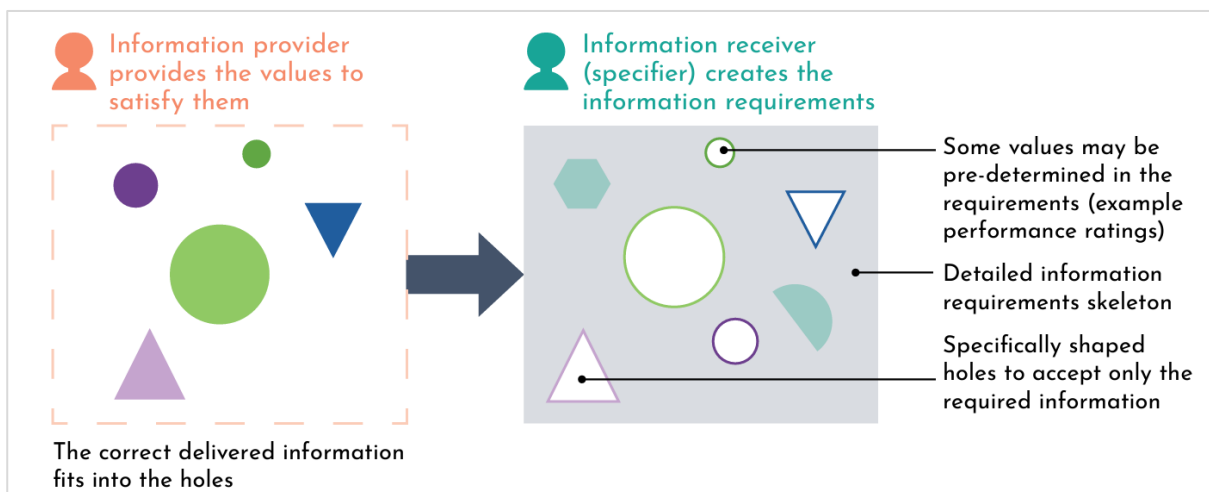 Information provider
provides the values to
satisfy them
Information receiver
(specifier) creates the
information requirements
Some values may be
pre-determined in the
requirements (example
performance ratings)
Detailed information
requirements skeleton
Specifically shaped
holes to accept only the
required information
The correct delivered information
fits into the holes